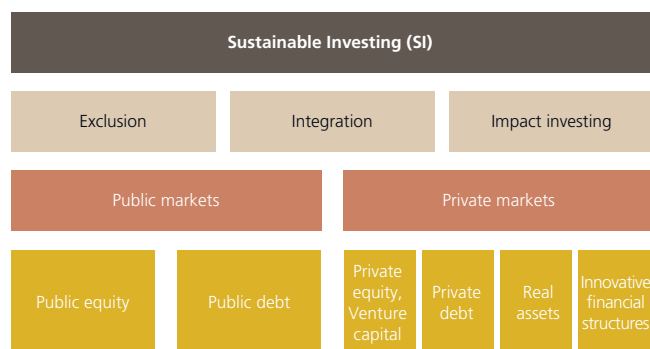 Sustainable Investing (SI)
Exclusion
Integration
Impact investing
Public markets
Private markets
Public equity
Public debt
Private
equity,
Venture
capital
Private
debt
Real
assets
Innovative
financial
structures